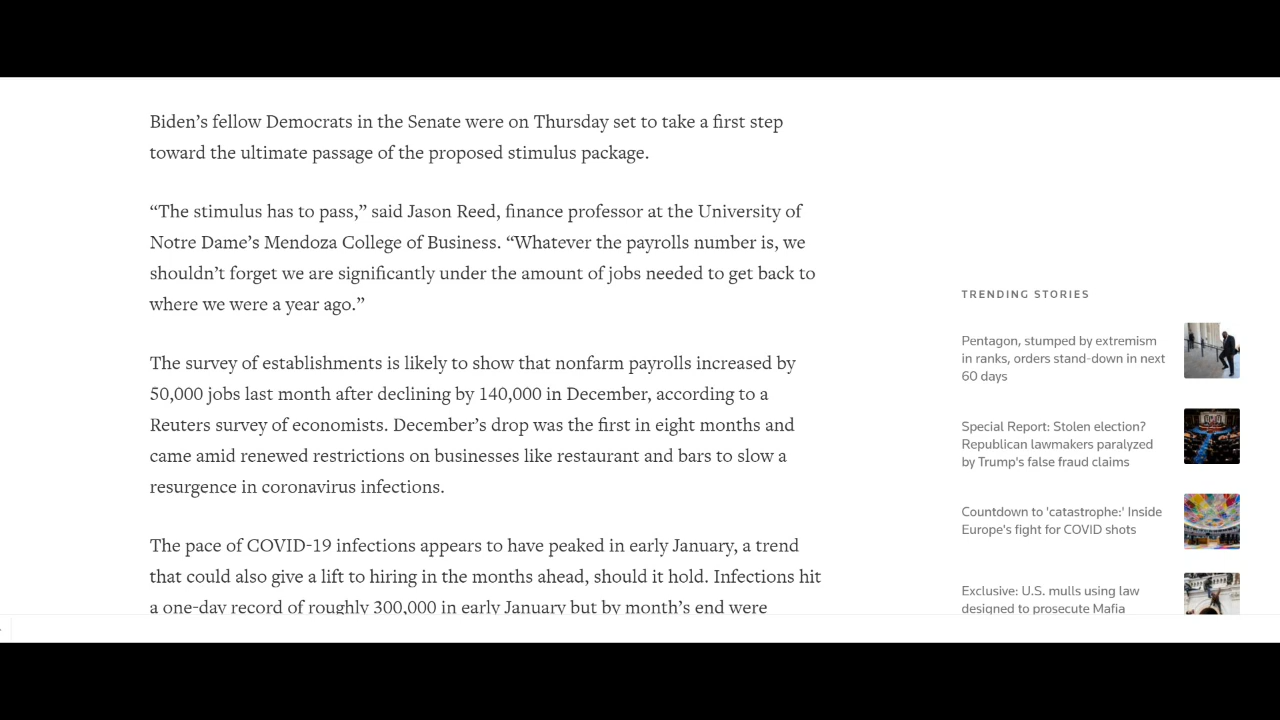 Biden’s fellow Democrats in the Senate were on Thursday set to take a first step
toward the ultimate passage of the proposed stimulus package.
“The stimulus has to pass,” said Jason Reed, finance professor at the University of
Notre Dame’s Mendoza College of Business. “Whatever the payrolls number is, we
shouldn’t forget we are significantly under the amount of jobs needed to get back to
where we were a year ago.”
The survey of establishments is likely to show that nonfarm payrolls increased by
50,000 jobs last month after declining by 140,000 in December, according to a
Reuters survey of economists. December’s drop was the first in eight months and
came amid renewed restrictions on businesses like restaurant and bars to slow a
resurgence in coronavirus infections.
The pace of COVID-19 infections appears to have peaked in early January, a trend
that could also give a lift to hiring in the months ahead, should it hold. Infections hit
a one-day record of roughly 300,000 in early January but by month’s end were
TRENDING STORIES
Pentagon, stumped by extremism
in ranks, orders stand-down in next
60 days
Special Report: Stolen election?
Republican lawmakers paralyzed
by Trump's false fraud claims
Countdown to 'catastrophe:' Inside
Europe's fight for COVID shots
Exclusive: U.S. mulls using law
designed to prosecute Mafia